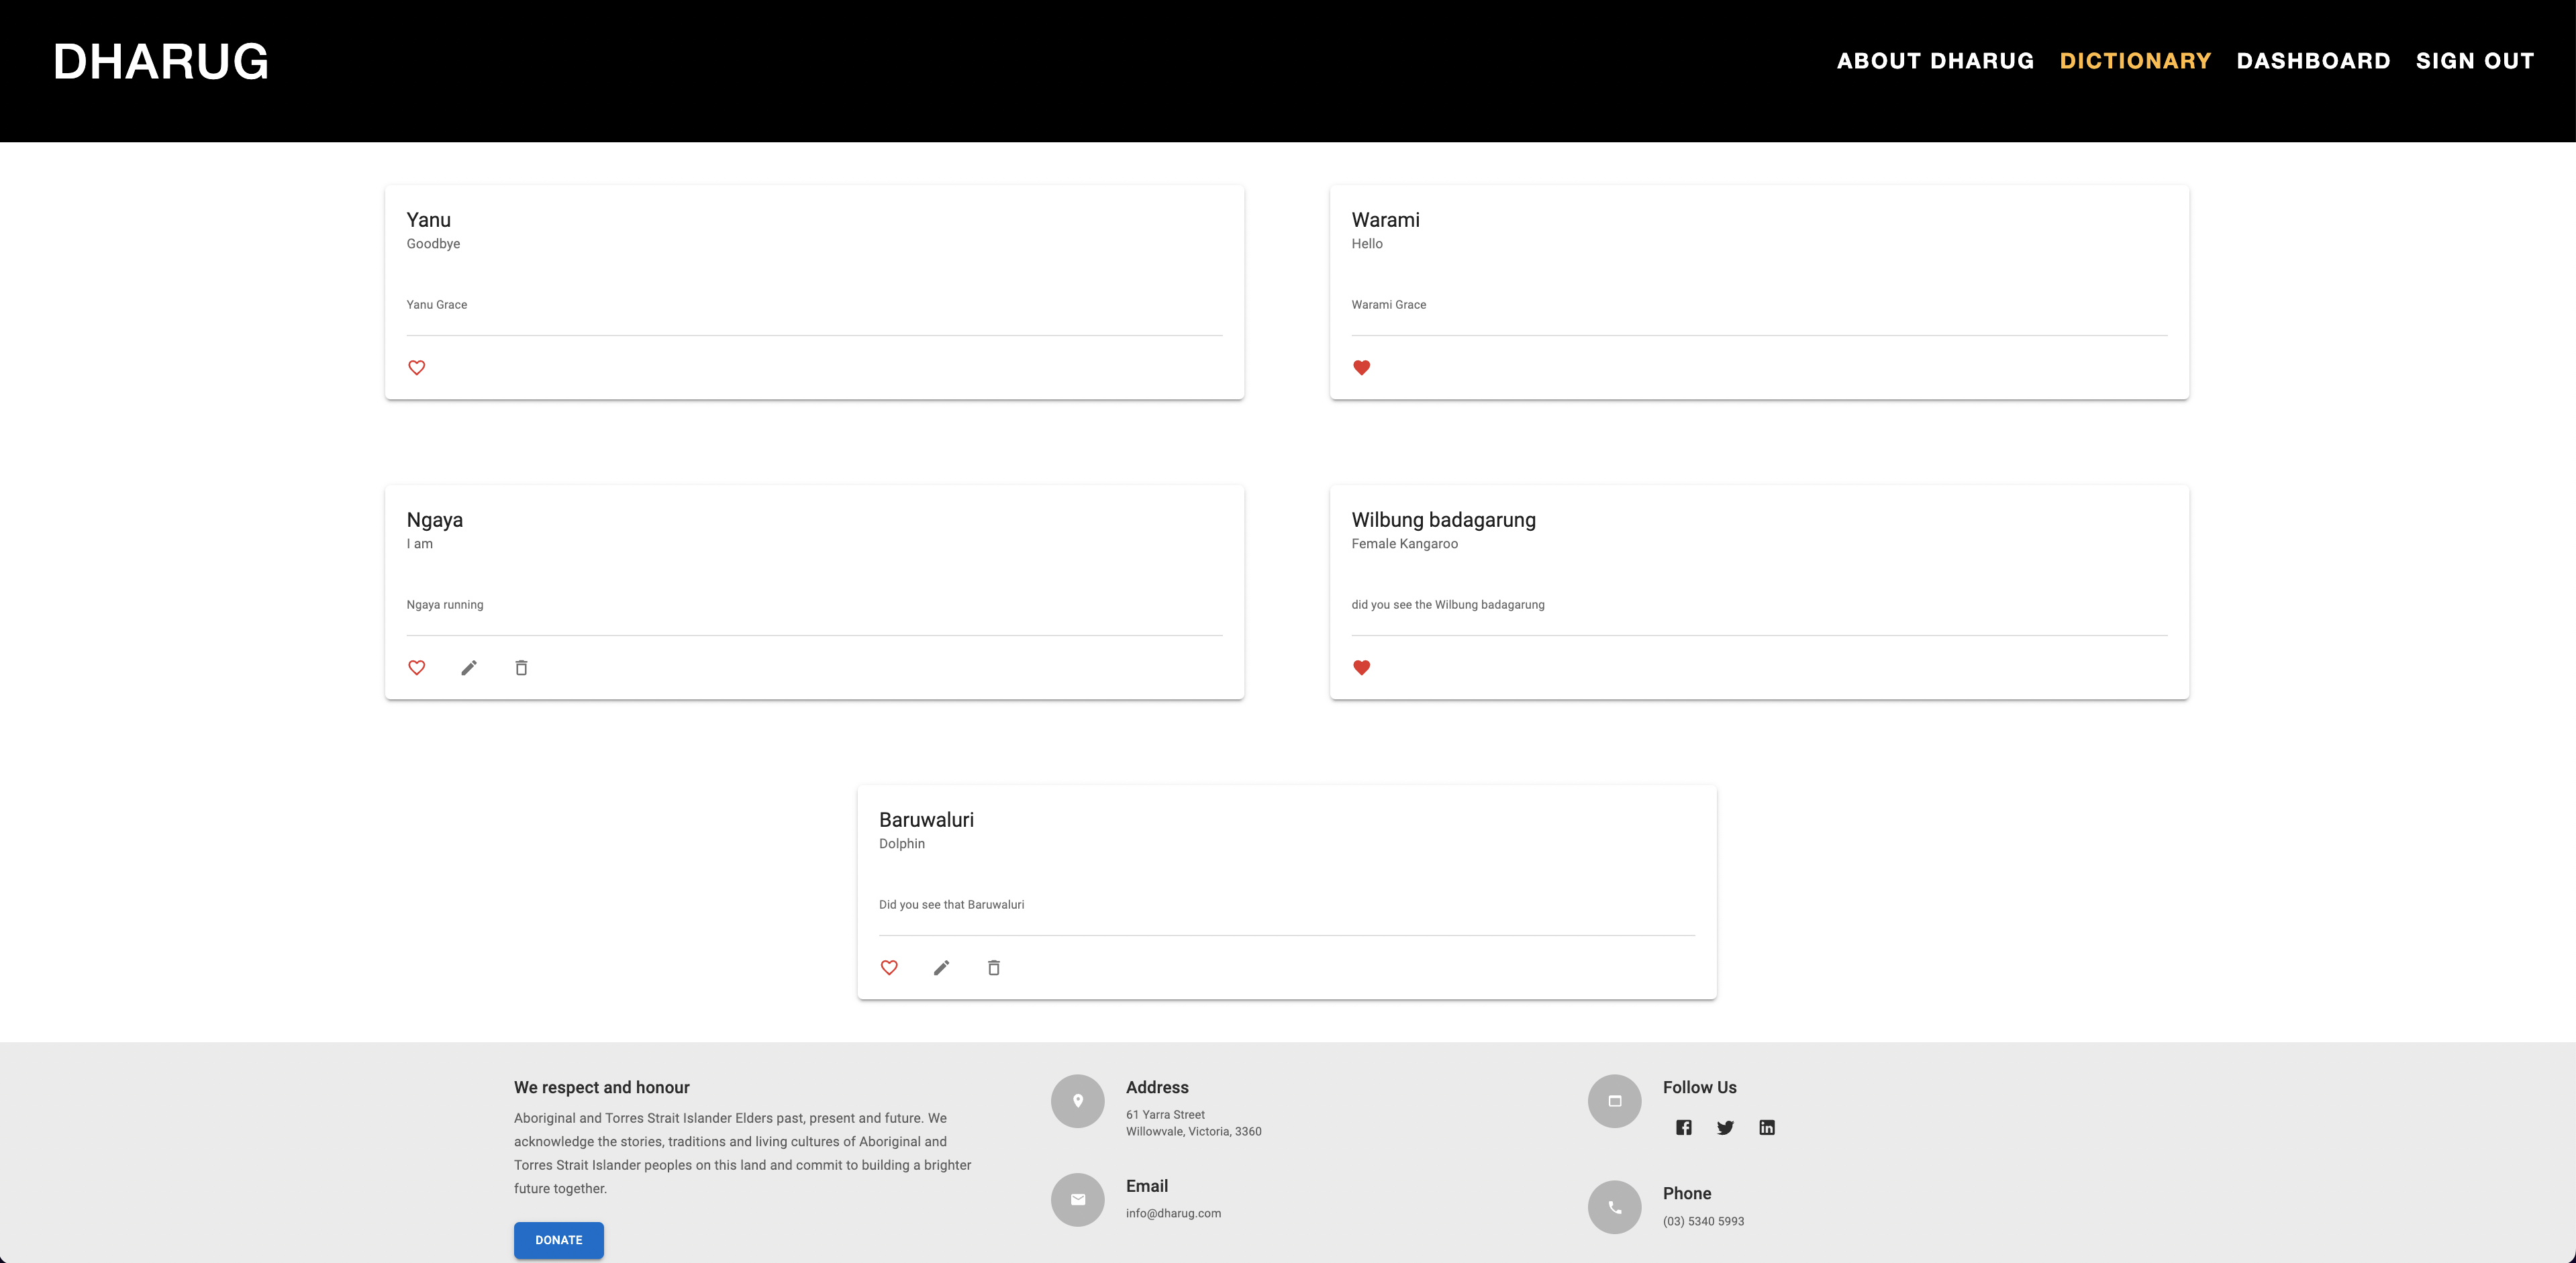 DHARUG
ABOUT DHARUG DICTIONARY DASHBOARD SIGN OUT
Yanu
Goodbye
Yanu Grace
Warami
Hello
Warami Grace
Ngaya
I am
Ngaya running
Wilbung badagarung
Female Kangaroo
did you see the Wilbung badagarung
Baruwaluri
Dolphin
Did you see that Baruwaluri
We respect and honour
Aboriginal and Torres Strait Islander Elders past, present and future. We
acknowledge the stories, traditions and living cultures of Aboriginal and
Torres Strait Islander peoples on this land and commit to building a brighter
future together.
DONATE
Address
61 Yarra Street
Willowvale, Victoria, 3360
Email
info@dharug.com
Follow Us
Phone
(03) 5340 5993